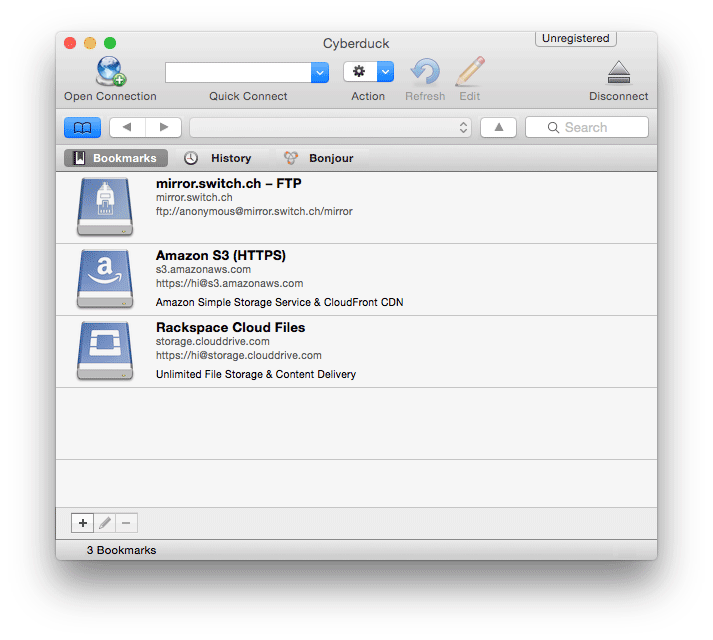 Cyberduck
Unregistered
Open Connection
Quick Connect
Action
Refresh
Edit
Disconnect
Search
Bookmarks
History
Bonjour
mirror.switch.ch – FTP
mirror.switch.ch
ftp://anonymous@mirror.switch.ch/mirror
Amazon S3 (HTTPS)
s3.amazonaws.com
https://hi@s3.amazonaws.com
Amazon Simple Storage Service & CloudFront CDN
Rackspace Cloud Files
storage.clouddrive.com
https://hi@storage.clouddrive.com
Unlimited File Storage & Content Delivery
3 Bookmarks